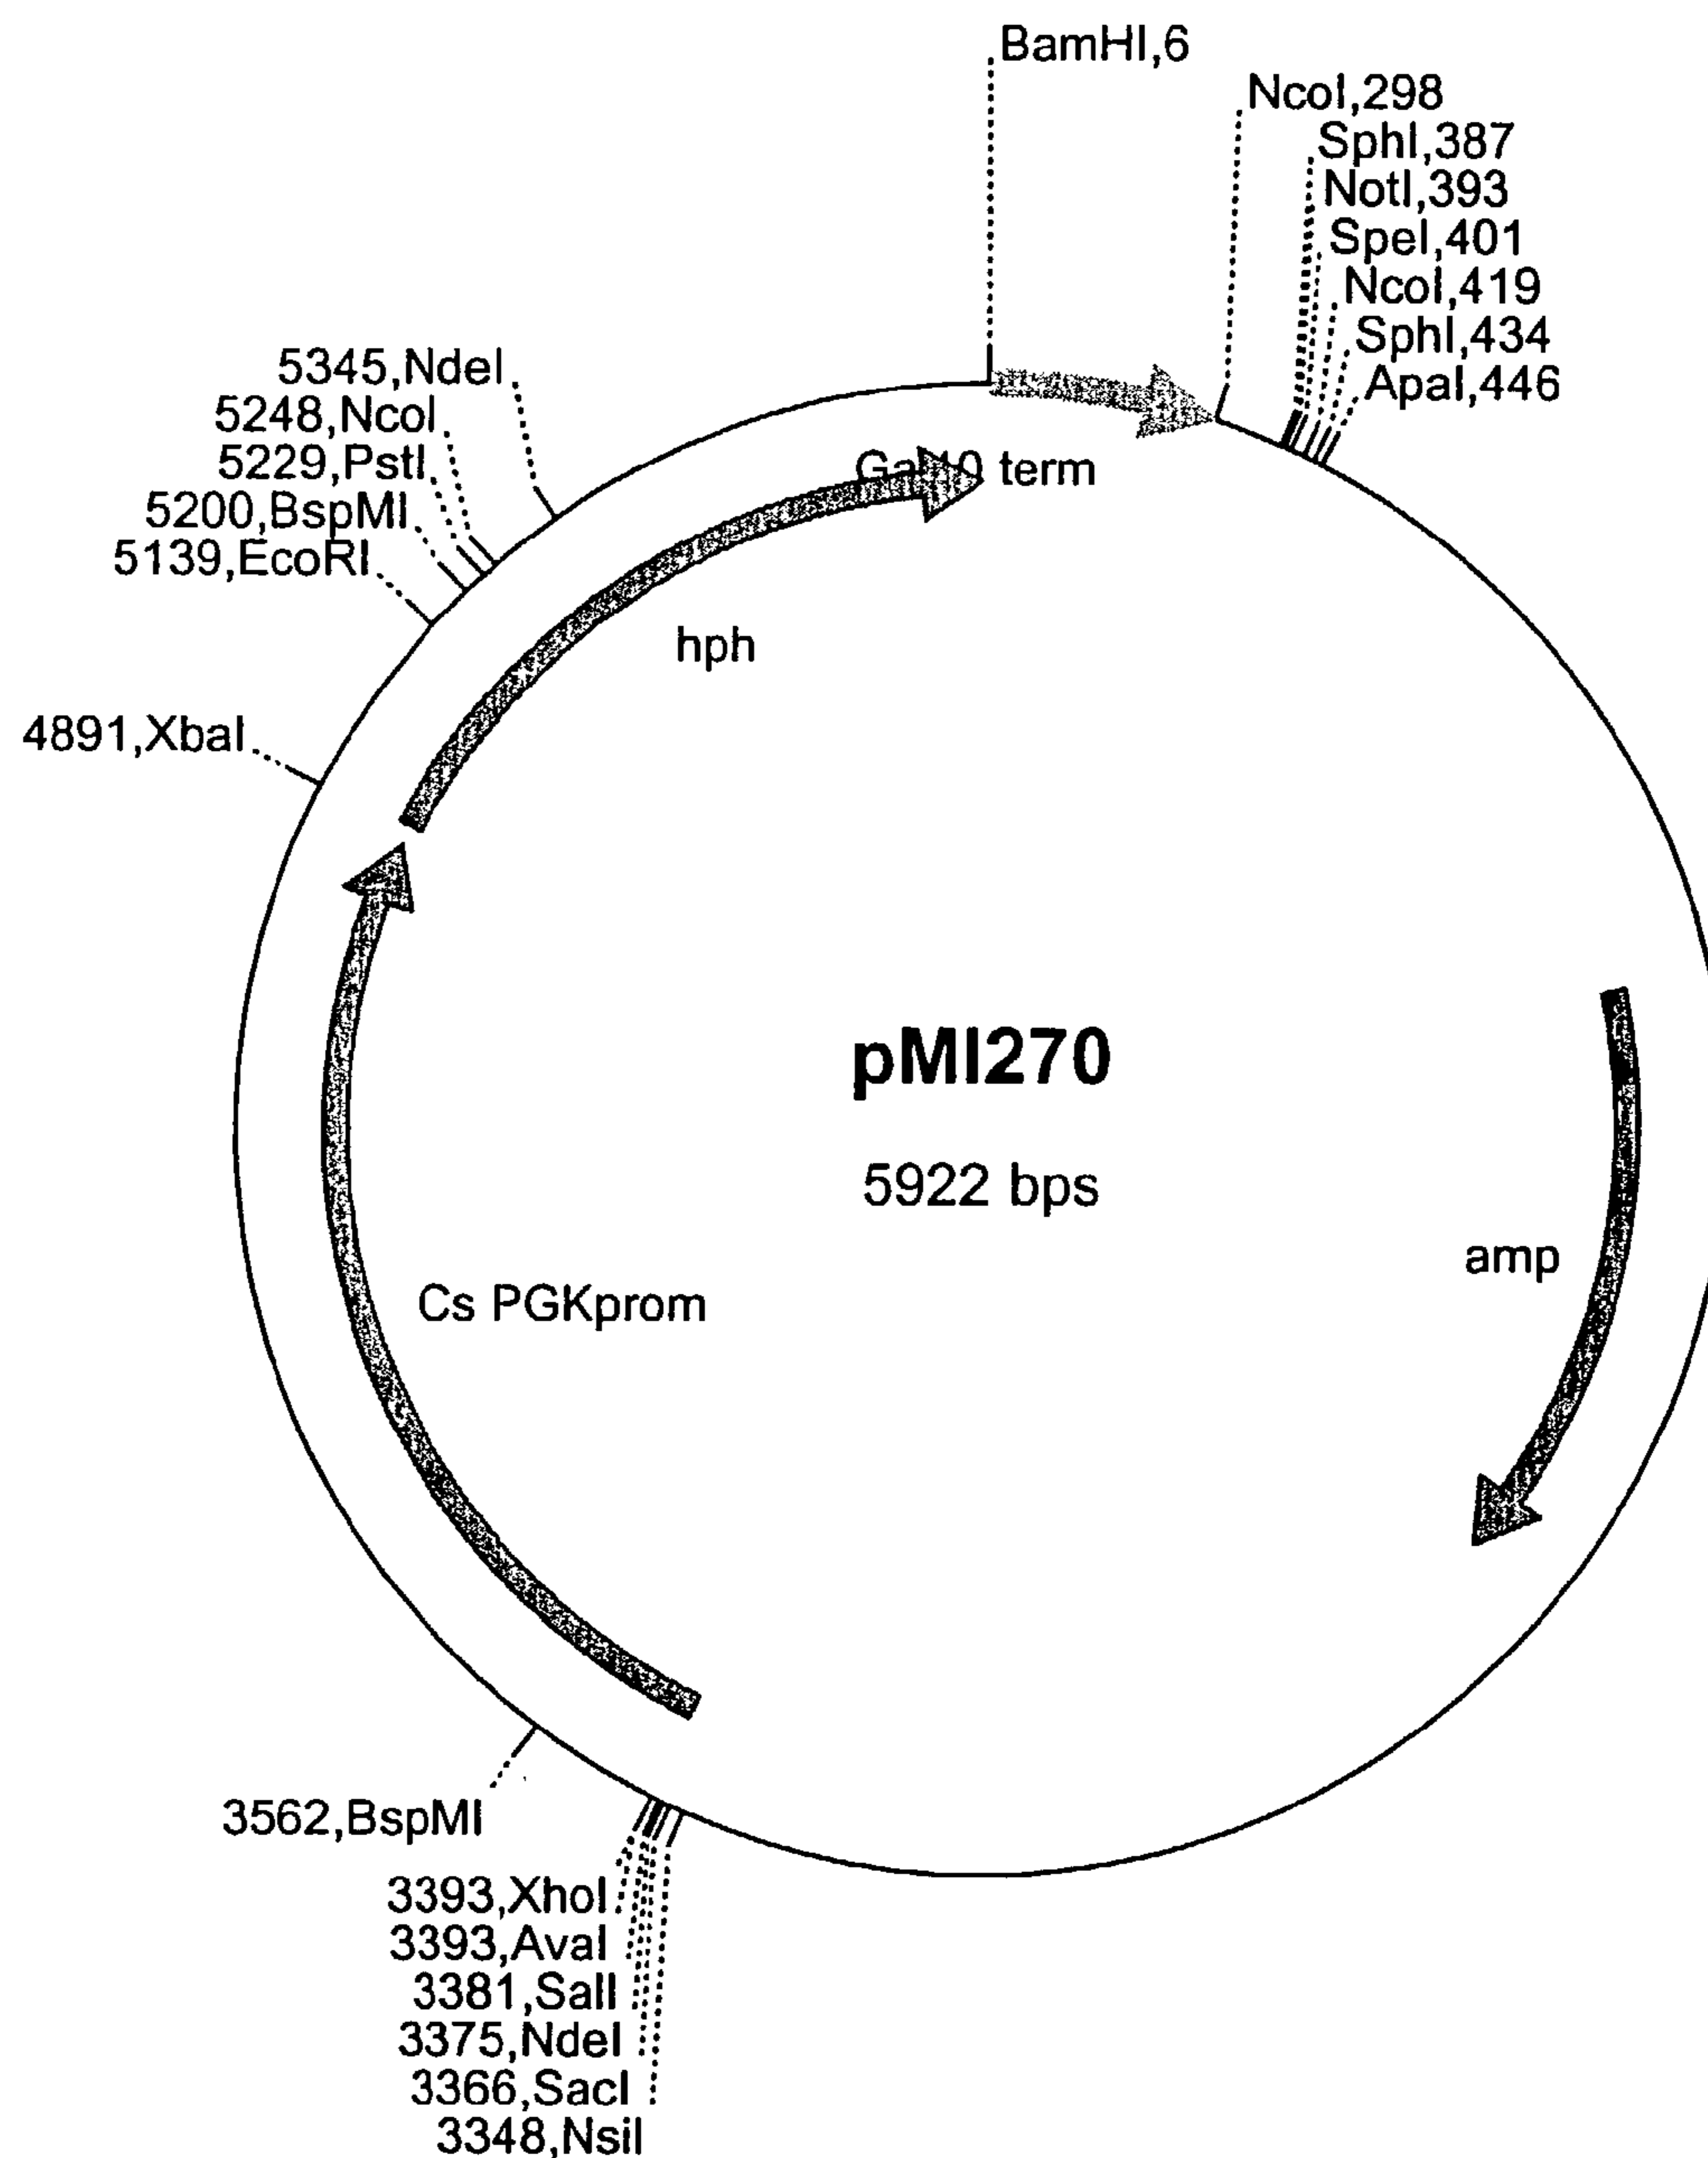 BamHI,6
NcoI,298
SphI,387
NotI,393
SpeI,401
NcoI,419
SphI,434
ApaI,446
5345,NdeI
5248,NcoI
5229,PstI
5200,BspMI
5139,EcoRI
4891,XbaI
Gal10 term
hph
pMI270
5922 bps
amp
Cs PGKprom
3562,BspMI
3393,XhoI
3393,AvaI
3381,SalI
3375,NdeI
3366,SacI
3348,NsiI